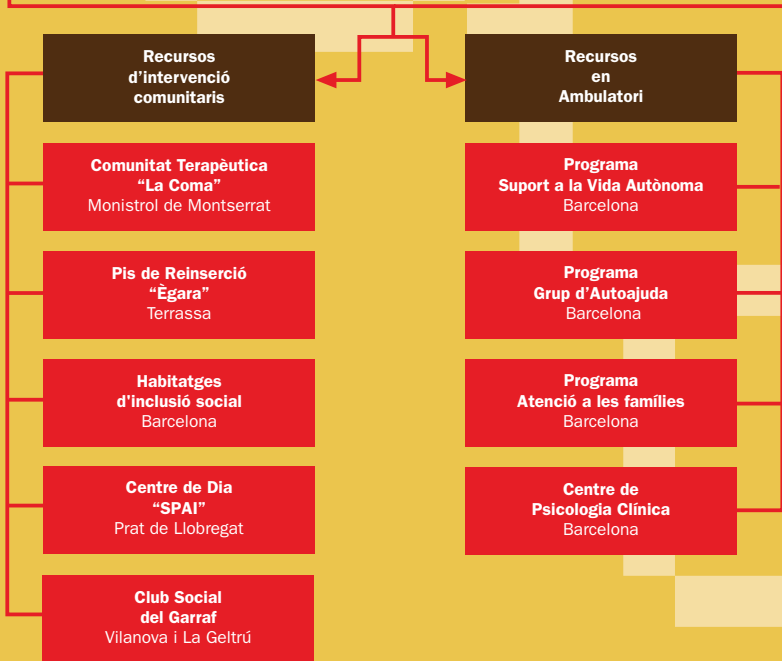 Recursos
d’intervenció
comunitaris
Comunitat Terapèutica
“La Coma”
Monistrol de Montserrat
Pis de Reinserció
“Ègara”
Terrassa
Habitatges
d'inclusió social
Barcelona
Centre de Dia
“SPAI”
Prat de Llobregat
Club Social
del Garraf
Vilanova i La Geltrú
Recursos
en
Ambulatori
Programa
Suport a la Vida Autònoma
Barcelona
Programa
Grup d’Autoajuda
Barcelona
Programa
Atenció a les famílies
Barcelona
Centre de
Psicologia Clínica
Barcelona